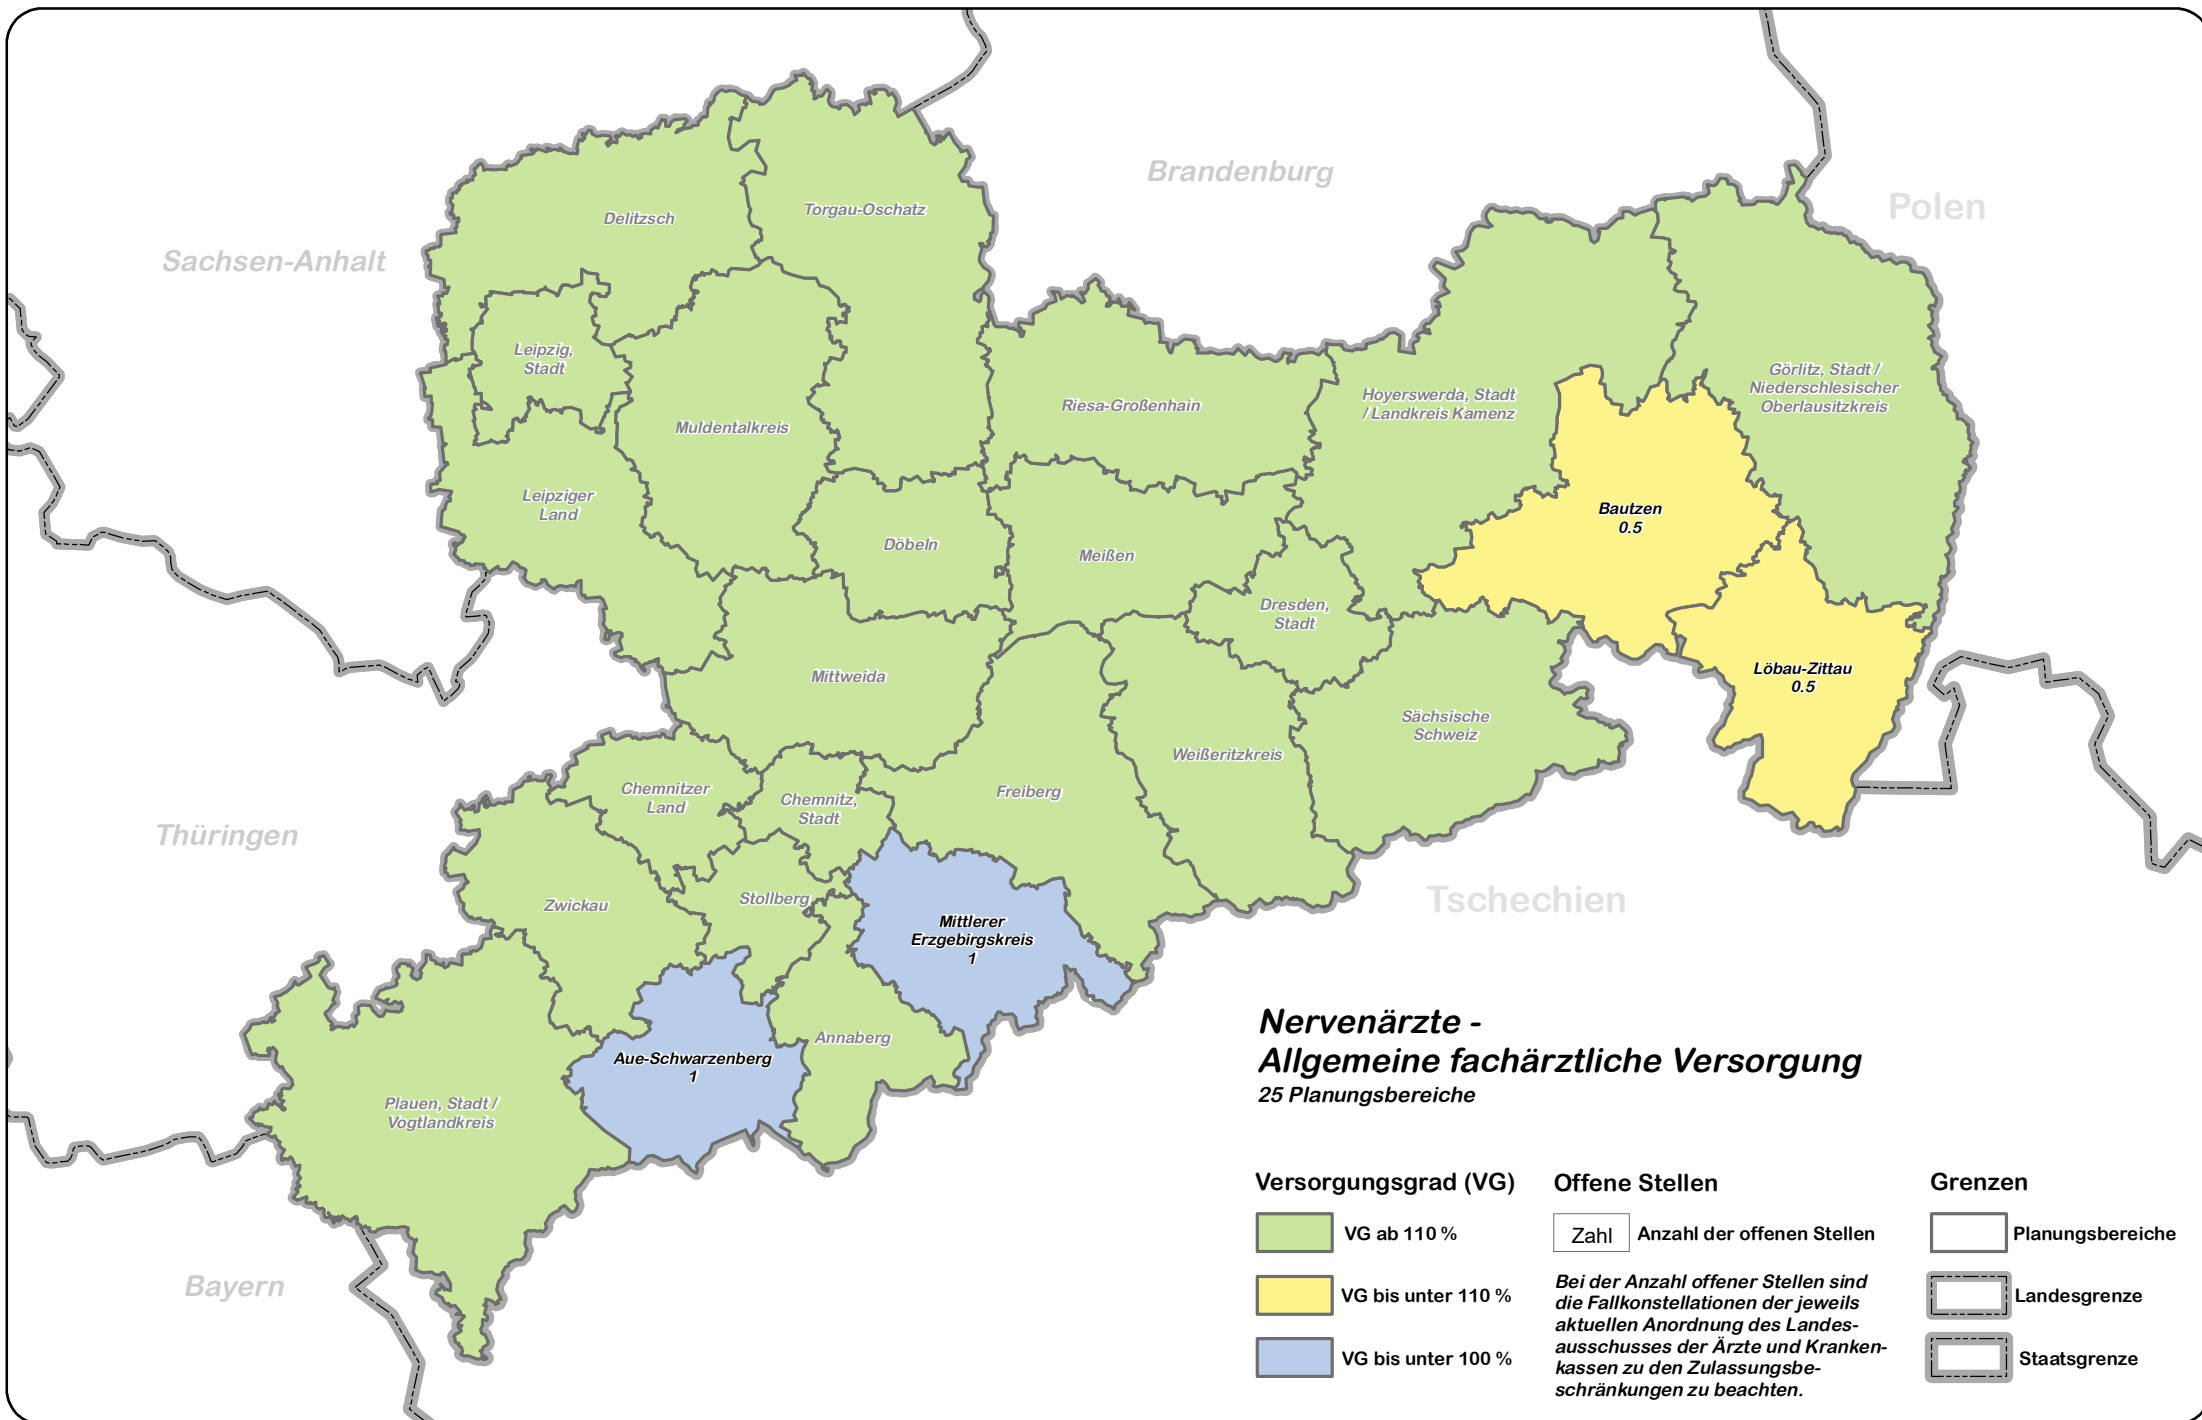 Brandenburg
Polen
Sachsen-Anhalt
Thüringen
Bayern
Tschechien
Delitzsch
Torgau-Oschatz
Leipzig,
Stadt
Muldentalkreis
Riesa-Großenhain
Hoyerswerda, Stadt
/ Landkreis Kamenz
Görlitz, Stadt /
Niederschlesischer
Oberlausitzkreis
Leipziger
Land
Döbeln
Meißen
Bautzen
0.5
Dresden,
Stadt
Löbau-Zittau
0.5
Mittweida
Sächsische
Schweiz
Weißeritzkreis
Chemnitzer
Land
Chemnitz,
Stadt
Freiberg
Zwickau
Stollberg
Mittlerer
Erzgebirgskreis
1
Annaberg
Aue-Schwarzenberg
1
Plauen, Stadt /
Vogtlandkreis
Nervenärzte -
Allgemeine fachärztliche Versorgung
25 Planungsbereiche
Versorgungsgrad (VG)
VG ab 110 %
VG bis unter 110 %
VG bis unter 100 %
Offene Stellen
Zahl Anzahl der offenen Stellen
Bei der Anzahl offener Stellen sind
die Fallkonstellationen der jeweils
aktuellen Anordnung des Landes-
ausschusses der Ärzte und Kranken-
kassen zu den Zulassungsbe-
schränkungen zu beachten.
Grenzen
Planungsbereiche
Landesgrenze
Staatsgrenze